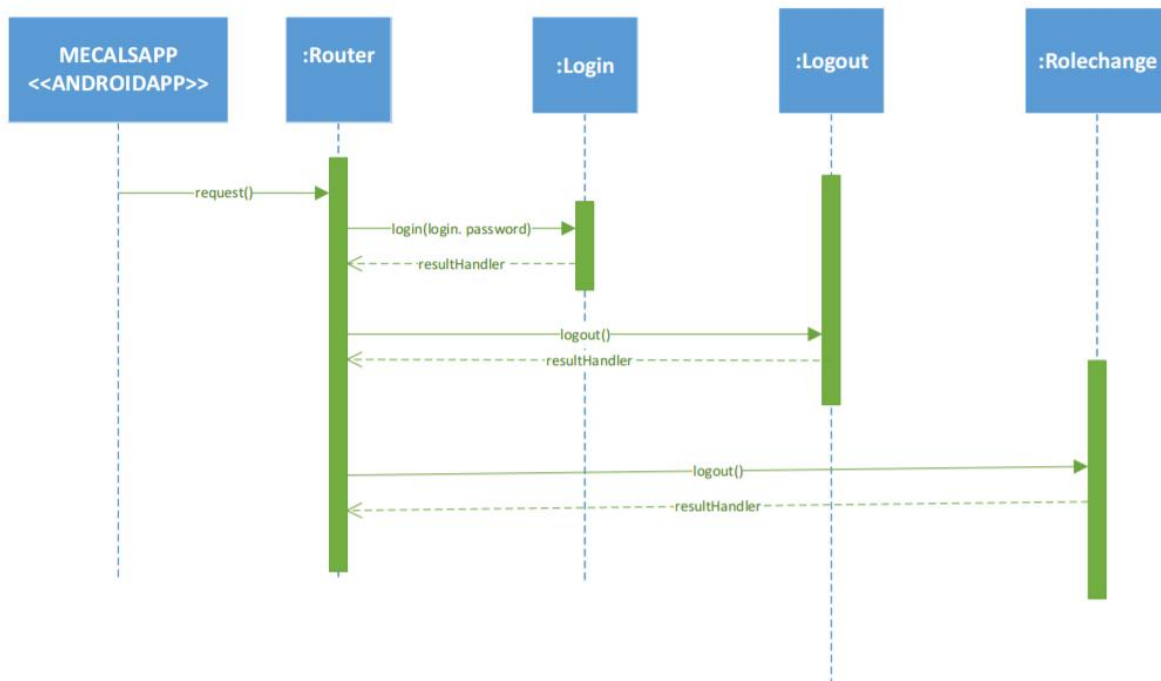 MECALSAPP
<<ANDROIDAPP>>
:Router
:Login
:Logout
:Rolechange
request()
login(login. password)
resultHandler
logout()
resultHandler
logout()
resultHandler